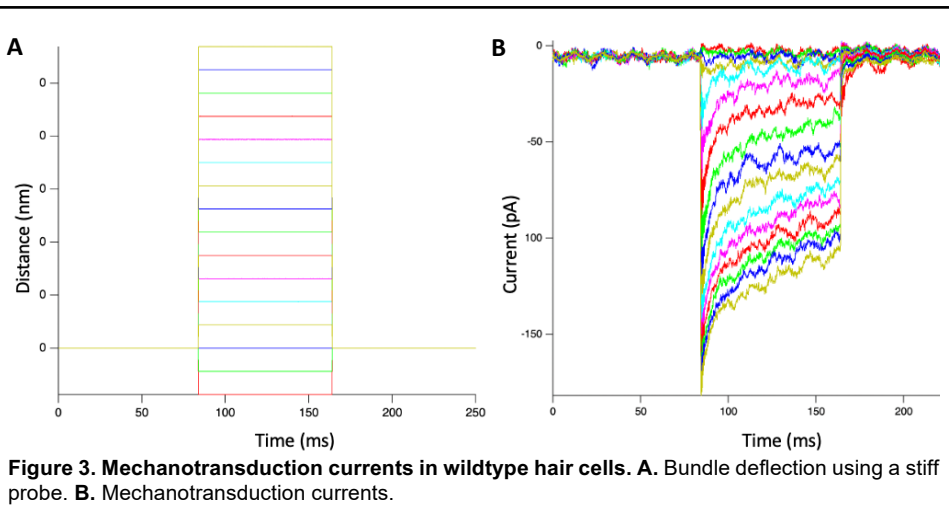 A
B
Distance (nm)
0
0
0
0
0
0
0
50
100
150
200
250
Time (ms)
Current (pA)
0
-50
100
-150
0
50
100
150
200
Time (ms)
Figure 3. Mechanotransduction currents in wildtype hair cells. A. Bundle deflection using a stiff
probe. B. Mechanotransduction currents.